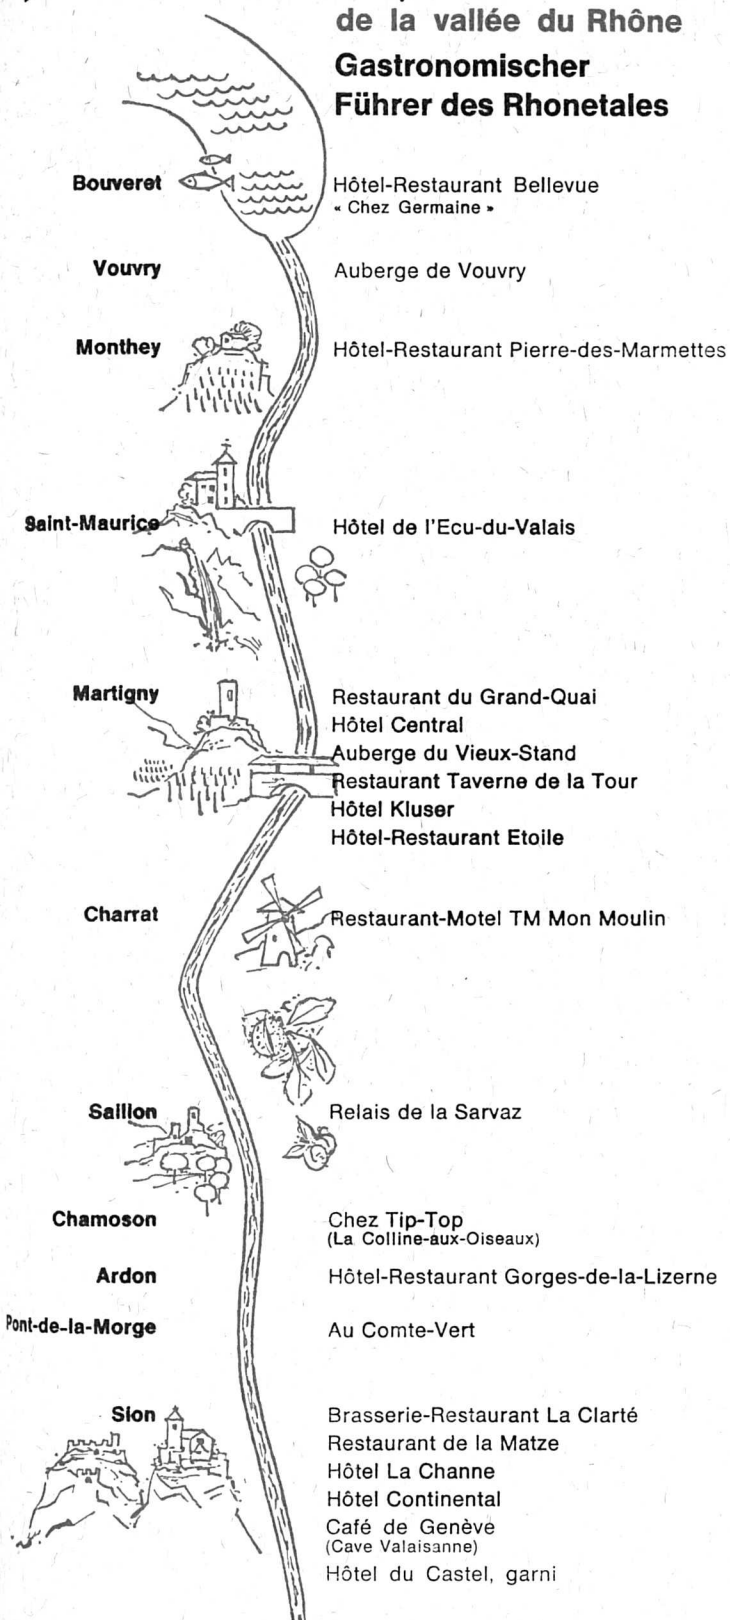 de la vallée du Rhône
Gastronomischer
Führer des Rhonetales
Bouveret
Hôtel-Restaurant Bellevue
« Chez Germaine »
Vouvry
Auberge de Vouvry
Monthey
Hôtel-Restaurant Pierre-des-Marmettes
Saint-Maurice
Hôtel de l'Ecu-du-Valais
Martigny
Restaurant du Grand-Quai
Hôtel Central
Auberge du Vieux-Stand
Restaurant Taverne de la Tour
Hôtel Kluser
Hôtel-Restaurant Etoile
Charrat
Restaurant-Motel TM Mon Moulin
Saillon
Relais de la Sarvaz
Chamoson
Chez Tip-Top
(La Colline-aux-Oiseaux)
Ardon
Hôtel-Restaurant Gorges-de-la-Lizerne
Pont-de-la-Morge
Au Comte-Vert
Sion
Brasserie-Restaurant La Clarté
Restaurant de la Matze
Hôtel La Channe
Hôtel Continental
Café de Genève
(Cave Valaisanne)
Hôtel du Castel, garni